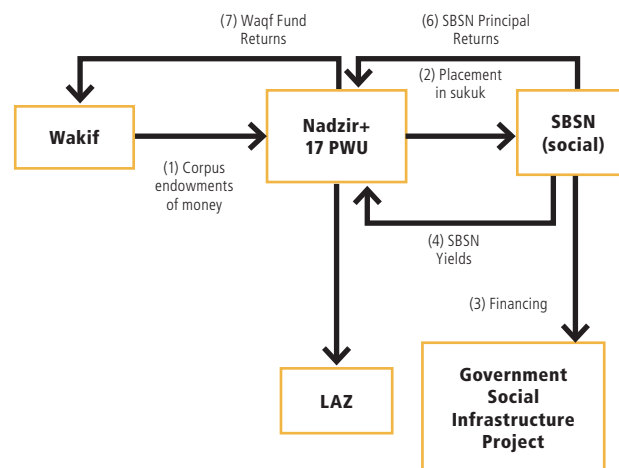 (7) Waqf Fund
Returns
(6) SBSN Principal
Returns
(2) Placement
in sukuk
Wakif
Nadzir+
17 PWU
SBSN
(social)
(1) Corpus
endowments
of money
(4) SBSN
Yields
(3) Financing
LAZ
Government
Social
Infrastructure
Project